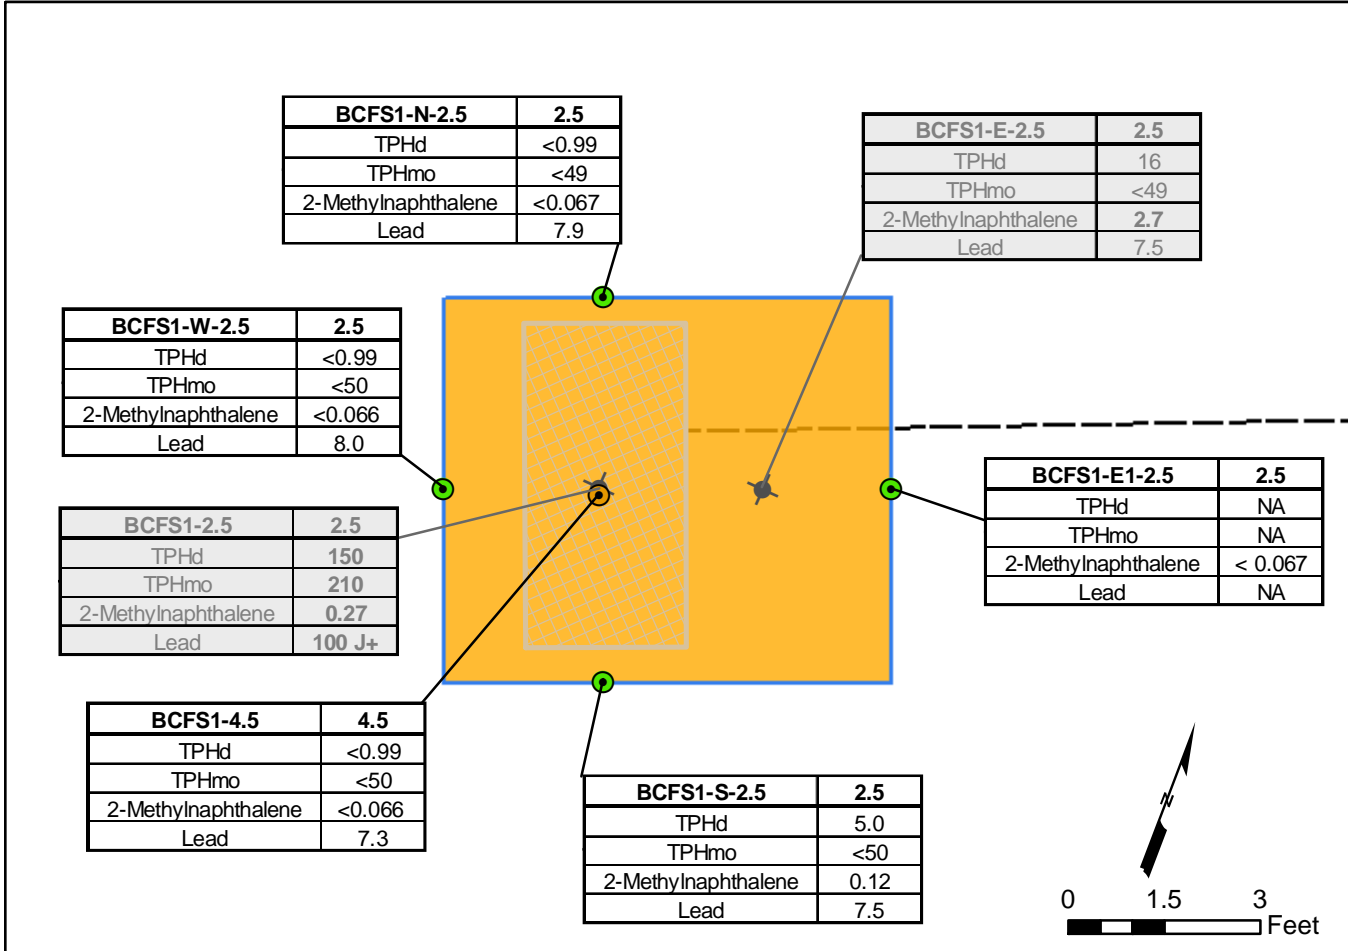 BCFS1-N-2.5 2.5
TPHd <0.99
TPHmo <49
2-Methylnaphthalene <0.067
Lead 7.9
BCFS1-E-2.5 2.5
TPHd 16
TPHmo <49
2-Methylnaphthalene 2.7
Lead 7.5
BCFS1-W-2.5 2.5
TPHd <0.99
TPHmo <50
2-Methylnaphthalene <0.066
Lead 8.0
BCFS1-E1-2.5 2.5
TPHd NA
TPHmo NA
2-Methylnaphthalene < 0.067
Lead NA
BCFS1-2.5 2.5
TPHd 150
TPHmo 210
2-Methylnaphthalene 0.27
Lead 100 J+
BCFS1-4.5 4.5
TPHd <0.99
TPHmo <50
2-Methylnaphthalene <0.066
Lead 7.3
BCFS1-S-2.5 2.5
TPHd 5.0
TPHmo <50
2-Methylnaphthalene 0.12
Lead 7.5
N
0 1.5 3
Feet